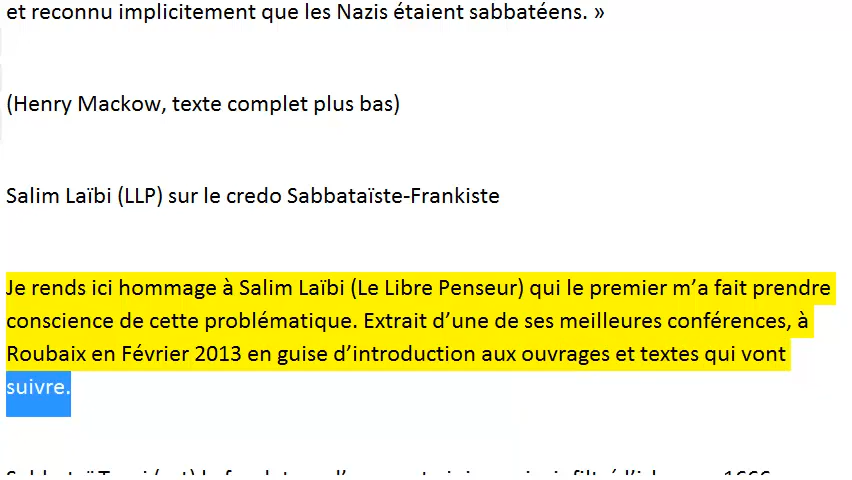 et reconnu implicitement que les Nazis étaient sabbatéens. »
(Henry Mackow, texte complet plus bas)
Salim Laïbi (LLP) sur le credo Sabbataïste-Frankiste
Je rends ici hommage à Salim Laïbi (Le Libre Penseur) qui le premier m’a fait prendre
conscience de cette problématique. Extrait d’une de ses meilleures conférences, à
Roubaix en Février 2013 en guise d’introduction aux ouvrages et textes qui vont
suivre.